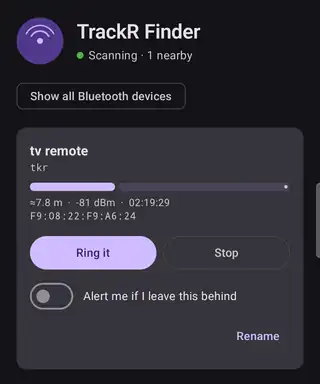 TrackR Finder
Scanning · 1 nearby
Show all Bluetooth devices
tv remote
tkr
≈7.8 m · -81 dBm · 02:19:29
F9:08:22:F9:A6:24
Ring it
Stop
Alert me if I leave this behind
Rename